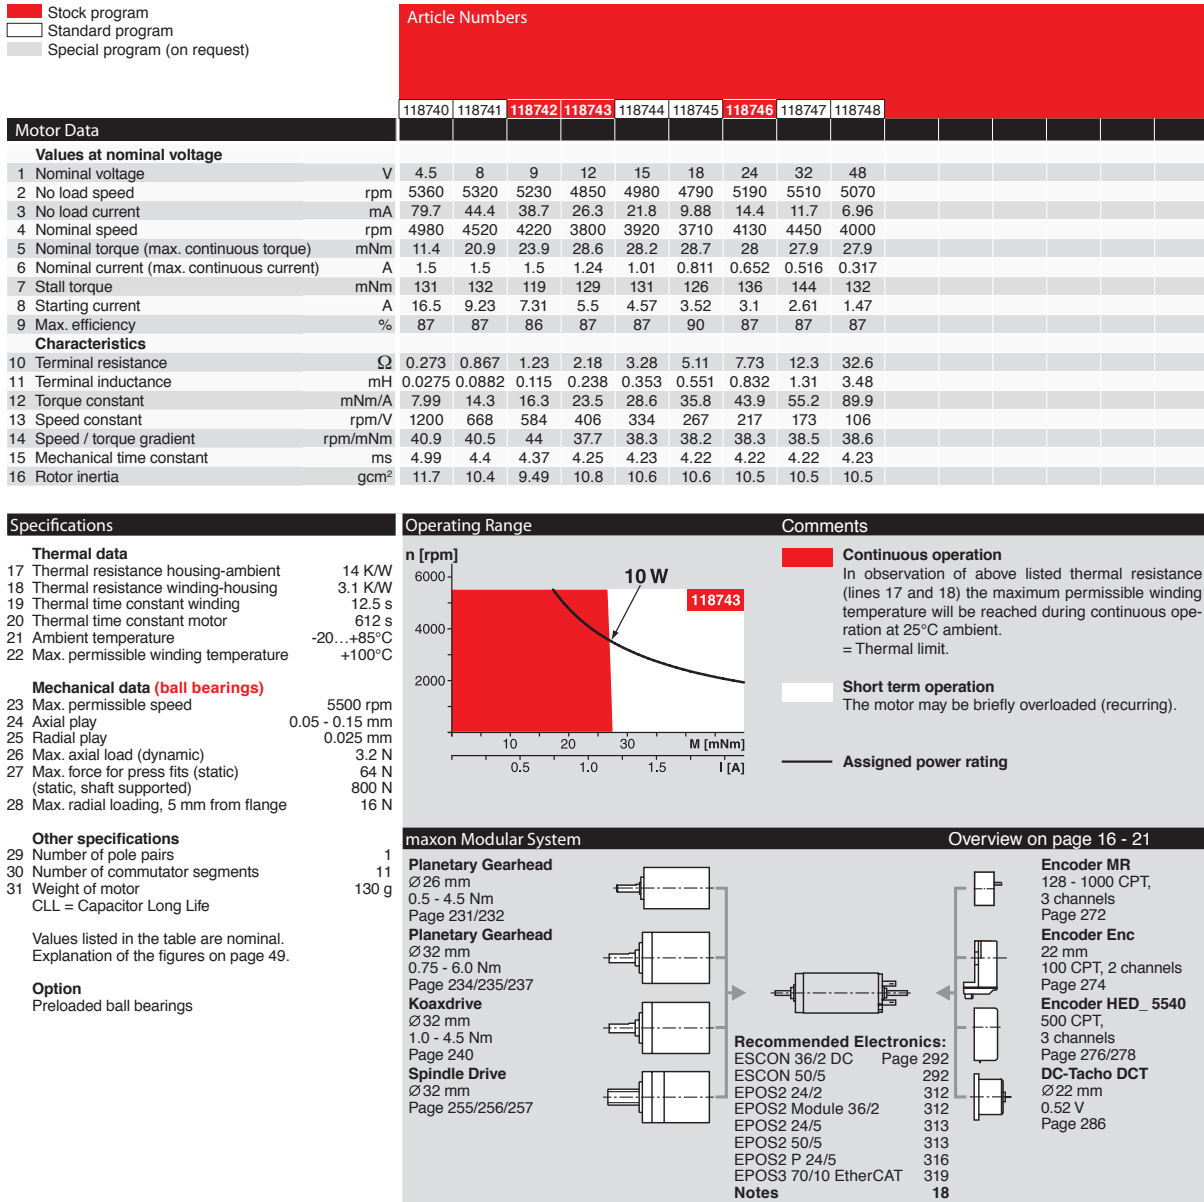 Stock program
Standard program
Special program (on request)
Article Numbers
118740 118741 118742 118743 118744 118745 118746 118747 118748
Motor Data
Values at nominal voltage
1 Nominal voltage V 4.5 8 9 12 15 18 24 32 48
2 No load speed rpm 5360 5320 5230 4850 4980 4790 5190 5510 5070
3 No load current mA 79.7 44.4 38.7 26.3 21.8 9.88 14.4 11.7 6.96
4 Nominal speed rpm 4980 4520 4220 3800 3920 3710 4130 4450 4000
5 Nominal torque (max. continuous torque) mNm 11.4 20.9 23.9 28.6 28.2 28.7 28 27.9 27.9
6 Nominal current (max. continuous current) A 1.5 1.5 1.5 1.24 1.01 0.811 0.652 0.516 0.317
7 Stall torque mNm 131 132 119 129 131 126 136 144 132
8 Starting current A 16.5 9.23 7.31 5.5 4.57 3.52 3.1 2.61 1.47
9 Max. efficiency % 87 87 86 87 87 90 87 87 87
Characteristics
10 Terminal resistance Ω 0.273 0.867 1.23 2.18 3.28 5.11 7.73 12.3 32.6
11 Terminal inductance mH 0.0275 0.0882 0.115 0.238 0.353 0.551 0.832 1.31 3.48
12 Torque constant mNm/A 7.99 14.3 16.3 23.5 28.6 35.8 43.9 55.2 89.9
13 Speed constant rpm/V 1200 668 584 406 334 267 217 173 106
14 Speed / torque gradient rpm/mNm 40.9 40.5 44 37.7 38.3 38.2 38.3 38.5 38.6
15 Mechanical time constant ms 4.99 4.4 4.37 4.25 4.23 4.22 4.22 4.22 4.23
16 Rotor inertia gcm² 11.7 10.4 9.49 10.8 10.6 10.6 10.5 10.5 10.5
Specifications
Thermal data
17 Thermal resistance housing-ambient 14 K/W
18 Thermal resistance winding-housing 3.1 K/W
19 Thermal time constant winding 12.5 s
20 Thermal time constant motor 612 s
21 Ambient temperature -20...+85°C
22 Max. permissible winding temperature +100°C
Mechanical data (ball bearings)
23 Max. permissible speed 5500 rpm
24 Axial play 0.05 - 0.15 mm
25 Radial play 0.025 mm
26 Max. axial load (dynamic) 3.2 N
27 Max. force for press fits (static) 64 N
(static, shaft supported) 800 N
28 Max. radial loading, 5 mm from flange 16 N
Other specifications
29 Number of pole pairs 1
30 Number of commutator segments 11
31 Weight of motor 130 g
CLL = Capacitor Long Life
Values listed in the table are nominal.
Explanation of the figures on page 49.
Option
Preloaded ball bearings
Operating Range
n [rpm]
6000
4000
2000
10 W
118743
10 20 30 M [mNm]
0.5 1.0 1.5 I [A]
Comments
Continuous operation
In observation of above listed thermal resistance
(lines 17 and 18) the maximum permissible winding
temperature will be reached during continuous ope-
ration at 25°C ambient.
= Thermal limit.
Short term operation
The motor may be briefly overloaded (recurring).
Assigned power rating
maxon Modular System
Overview on page 16 - 21
Planetary Gearhead
Ø26 mm
0.5 - 4.5 Nm
Page 231/232
Planetary Gearhead
Ø32 mm
0.75 - 6.0 Nm
Page 234/235/237
Koaxdrive
Ø32 mm
1.0 - 4.5 Nm
Page 240
Spindle Drive
Ø32 mm
Page 255/256/257
Recommended Electronics:
ESCON 36/2 DC Page 292
ESCON 50/5 292
EPOS2 24/2 312
EPOS2 Module 36/2 312
EPOS2 24/5 313
EPOS2 50/5 313
EPOS2 P 24/5 316
EPOS3 70/10 EtherCAT 319
Notes 18
Encoder MR
128 - 1000 CPT,
3 channels
Page 272
Encoder Enc
22 mm
100 CPT, 2 channels
Page 274
Encoder HED_ 5540
500 CPT,
3 channels
Page 276/278
DC-Tacho DCT
Ø22 mm
0.52 V
Page 286